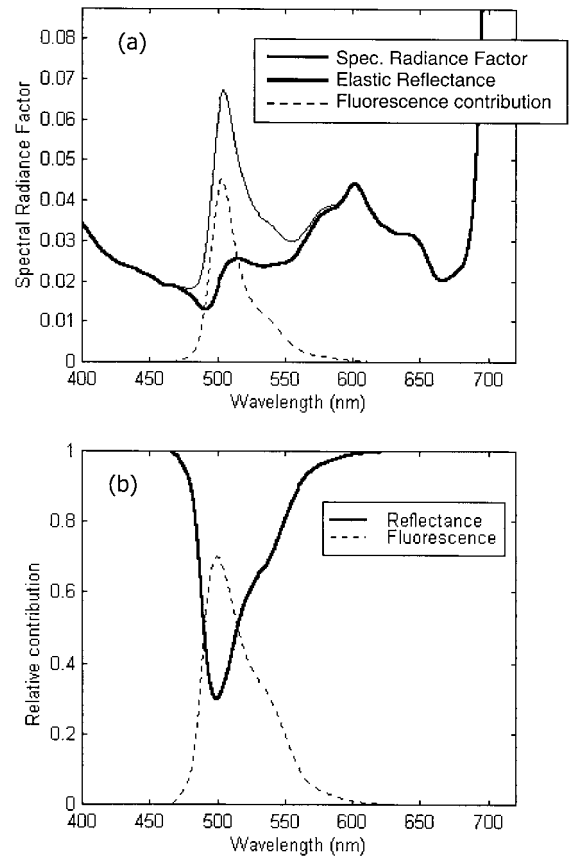 (a)
Spec. Radiance Factor
Elastic Reflectance
Fluorescence contribution
Spectral Radiance Factor
0.08
0.07
0.06
0.05
0.04
0.03
0.02
0.01
0
400 450 500 550 600 650 700
Wavelength (nm)
(b)
Reflectance
Fluorescence
Relative contribution
1
0.8
0.6
0.4
0.2
0
400 450 500 550 600 650 700
Wavelength (nm)